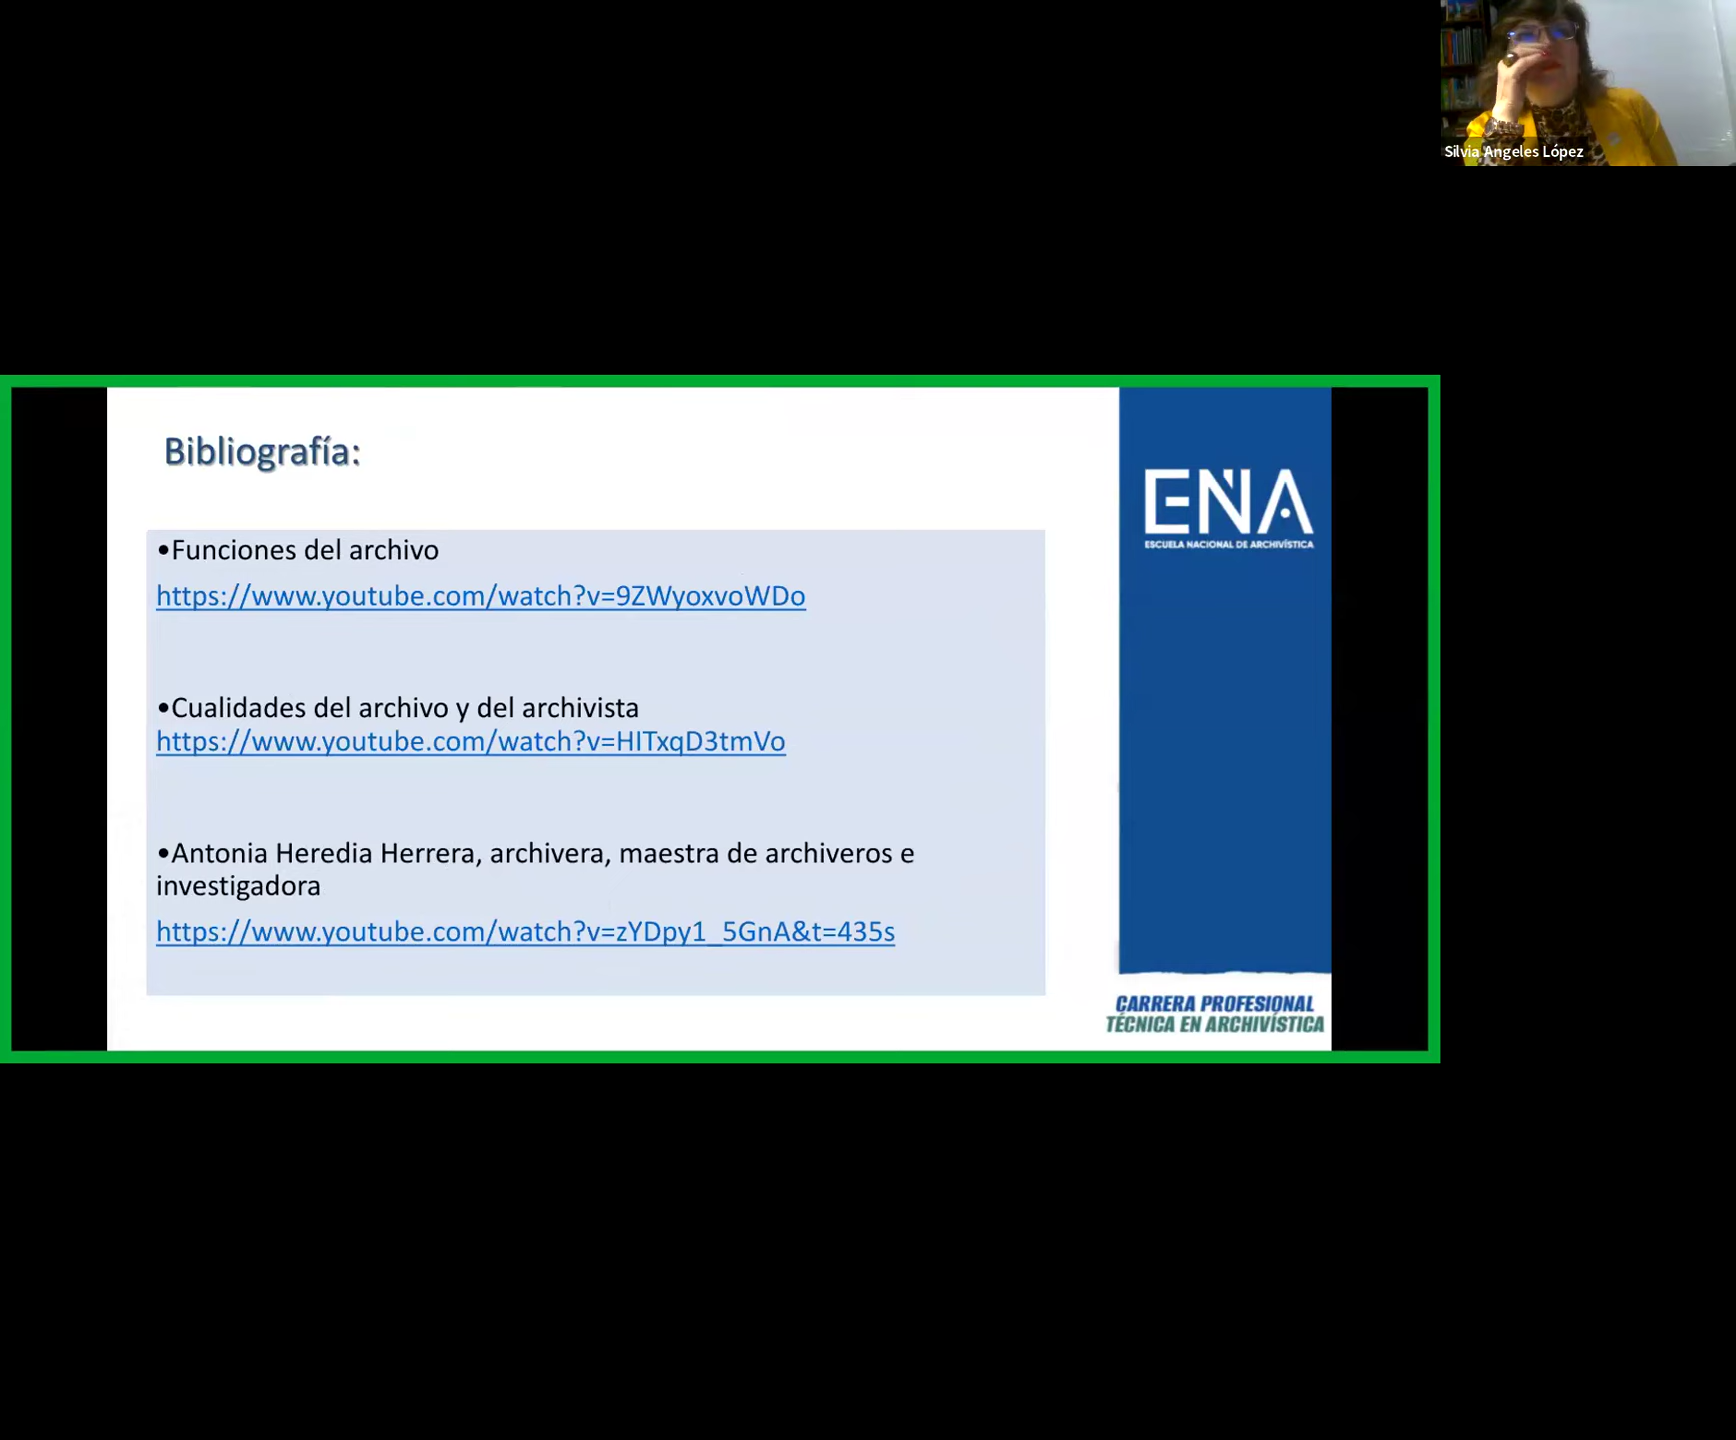 Silvia Angeles López
Bibliografía:
•Funciones del archivo
https://www.youtube.com/watch?v=9ZWyoxvoWDo
•Cualidades del archivo y del archivista
https://www.youtube.com/watch?v=HITxqD3tmVo
•Antonia Heredia Herrera, archivera, maestra de archiveros e
investigadora
https://www.youtube.com/watch?v=zYDpy1_5GnA&t=435s
ENA
ESCUELA NACIONAL DE ARCHIVÍSTICA
CARRERA PROFESIONAL
TÉCNICA EN ARCHIVÍSTICA